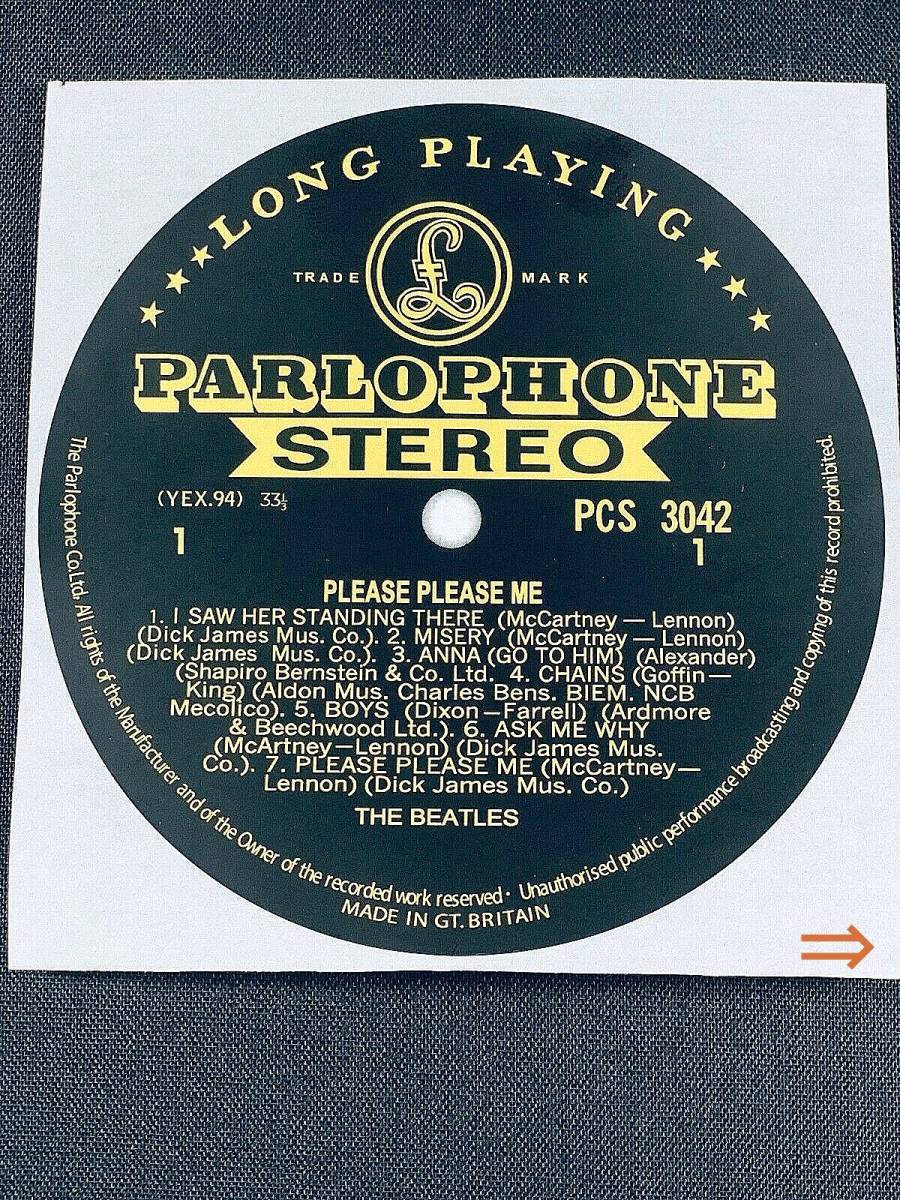 LONG PLAYING
TRADE £ MARK
PARLOPHONE
STEREO
(YEX.94) 33⅓
PCS 3042
1
1
PLEASE PLEASE ME
1. I SAW HER STANDING THERE (McCartney — Lennon)
(Dick James Mus. Co.). 2. MISERY (McCartney — Lennon)
(Dick James Mus. Co.). 3. ANNA (GO TO HIM) (Alexander)
(Shapiro Bernstein & Co. Ltd. 4. CHAINS (Goffin—
King) (Aldon Mus. Charles Bens. BIEM. NCB
Mecolico). 5. BOYS (Dixon—Farrell) (Ardmore
& Beechwood Ltd.). 6. ASK ME WHY
(McArtney—Lennon) (Dick James Mus.
Co.). 7. PLEASE PLEASE ME (McCartney—
Lennon) (Dick James Mus. Co.)
THE BEATLES
The Parlophone Co.Ltd. All rights of the Manufacturer and of the Owner of the recorded work reserved· Unauthorised public performance broadcasting and copying of this record prohibited.
MADE IN GT. BRITAIN